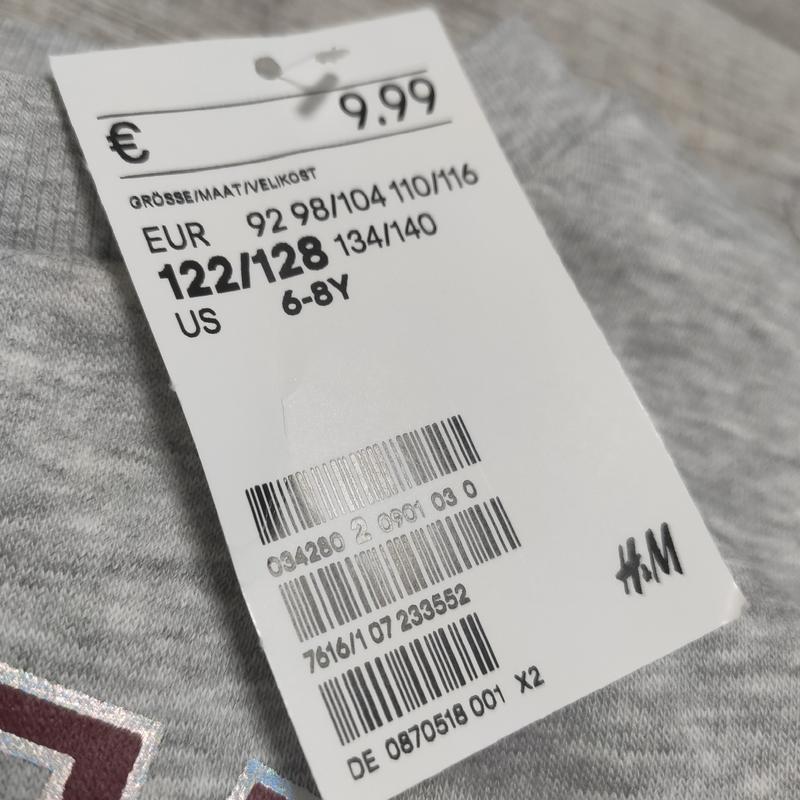 € 9.99
GRÖSSE/MAAT/VELIKOST
EUR 92 98/104 110/116
122/128 134/140
US 6-8Y
034280 2 0901 03 0
7616/1 07 233552
H&M
DE 0870518 001 X2